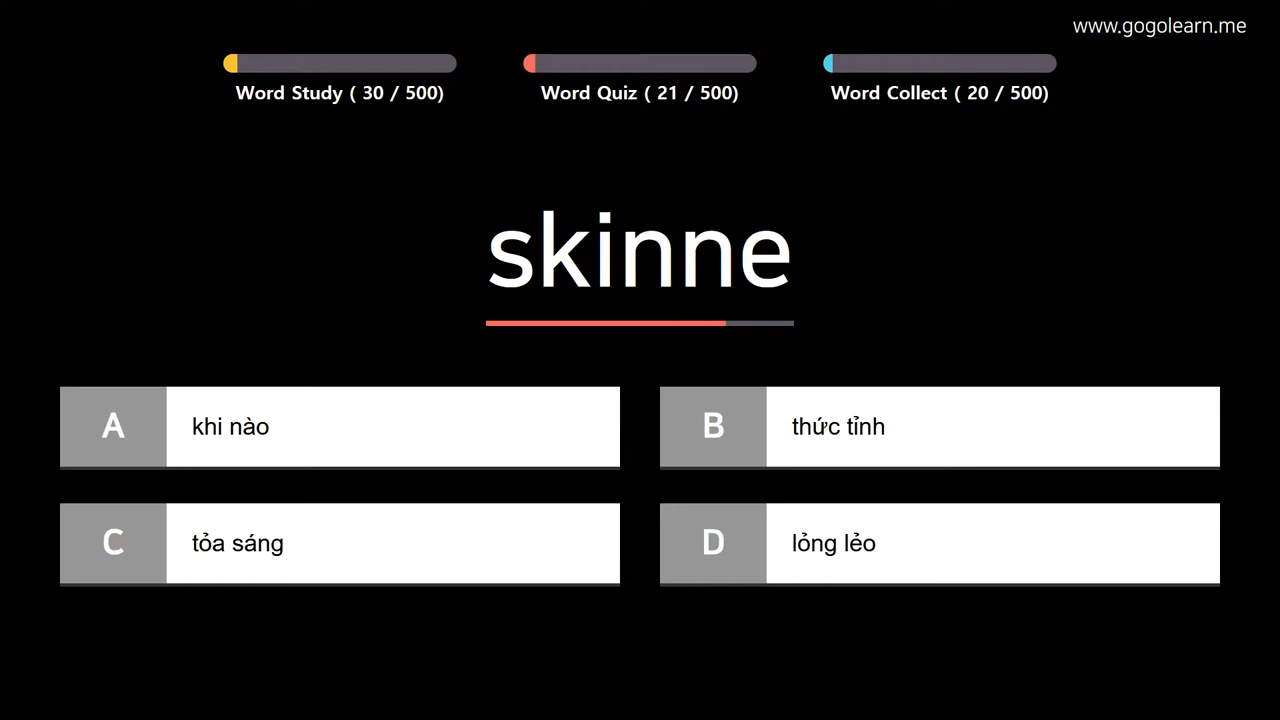 www.gogolearn.me
Word Study ( 30 / 500)
Word Quiz ( 21 / 500)
Word Collect ( 20 / 500)
skinne
A khi nào
B thức tỉnh
C tỏa sáng
D lỏng lẻo